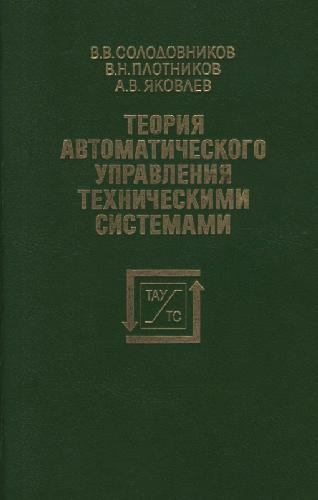 В.В.СОЛОДОВНИКОВ
В.Н.ПЛОТНИКОВ
А.В.ЯКОВЛЕВ
ТЕОРИЯ
АВТОМАТИЧЕСКОГО
УПРАВЛЕНИЯ
ТЕХНИЧЕСКИМИ
СИСТЕМАМИ
ТАУ
ТС